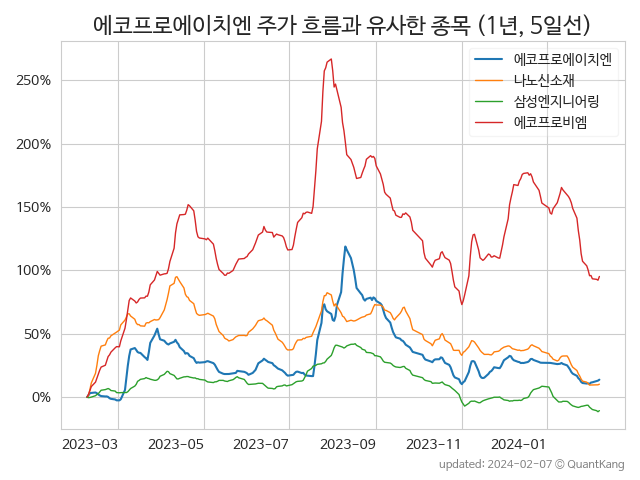 에코프로에이치엔 주가 흐름과 유사한 종목 (1년, 5일선)
에코프로에이치엔
나노신소재
삼성엔지니어링
에코프로비엠
250%
200%
150%
100%
50%
0%
2023-03
2023-05
2023-07
2023-09
2023-11
2024-01
updated: 2024-02-07 © QuantKang